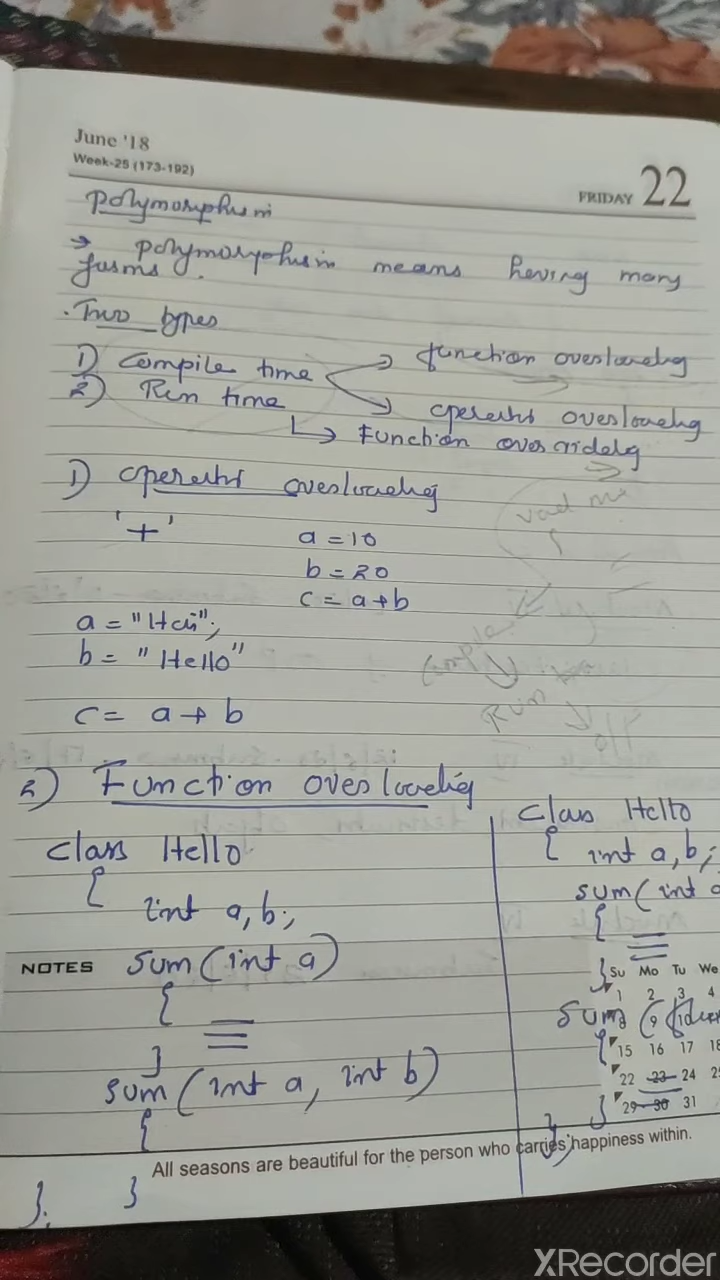 June '18
Week-25 (173-192)
FRIDAY 22
polymorphism
→ polymorphism means having many
forms.
. Two types
1) Compile time → function overloading
2) Run time → operator overloading
↳ Function overriding
1) operator overloading
'+' a = 10
b = 20
c = a + b
a = "Hai";
b = "Hello"
c = a + b
2) Function overloading
class Hello
{
int a, b;
sum (int a)
{
}
sum (int a, int b)
{
}
}.
class Hello
{ int a, b;
sum (int a
{
}
sum (
{
}
}
NOTES
Su Mo Tu We
1 2 3 4
9
15 16 17 18
22 23 24 25
29 30 31
All seasons are beautiful for the person who carries happiness within.
XRecorder